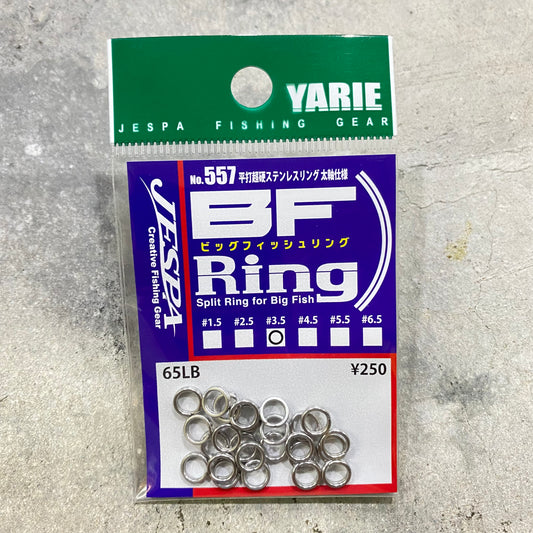 YARIE
JESPA FISHING GEAR
No.557 平打超硬ステンレスリング 太軸仕様
BF
ビッグフィッシュリング
Ring
Split Ring for Big Fish
JESPA
Creative Fishing Gear
#1.5 #2.5 #3.5 #4.5 #5.5 #6.5
65LB ¥250